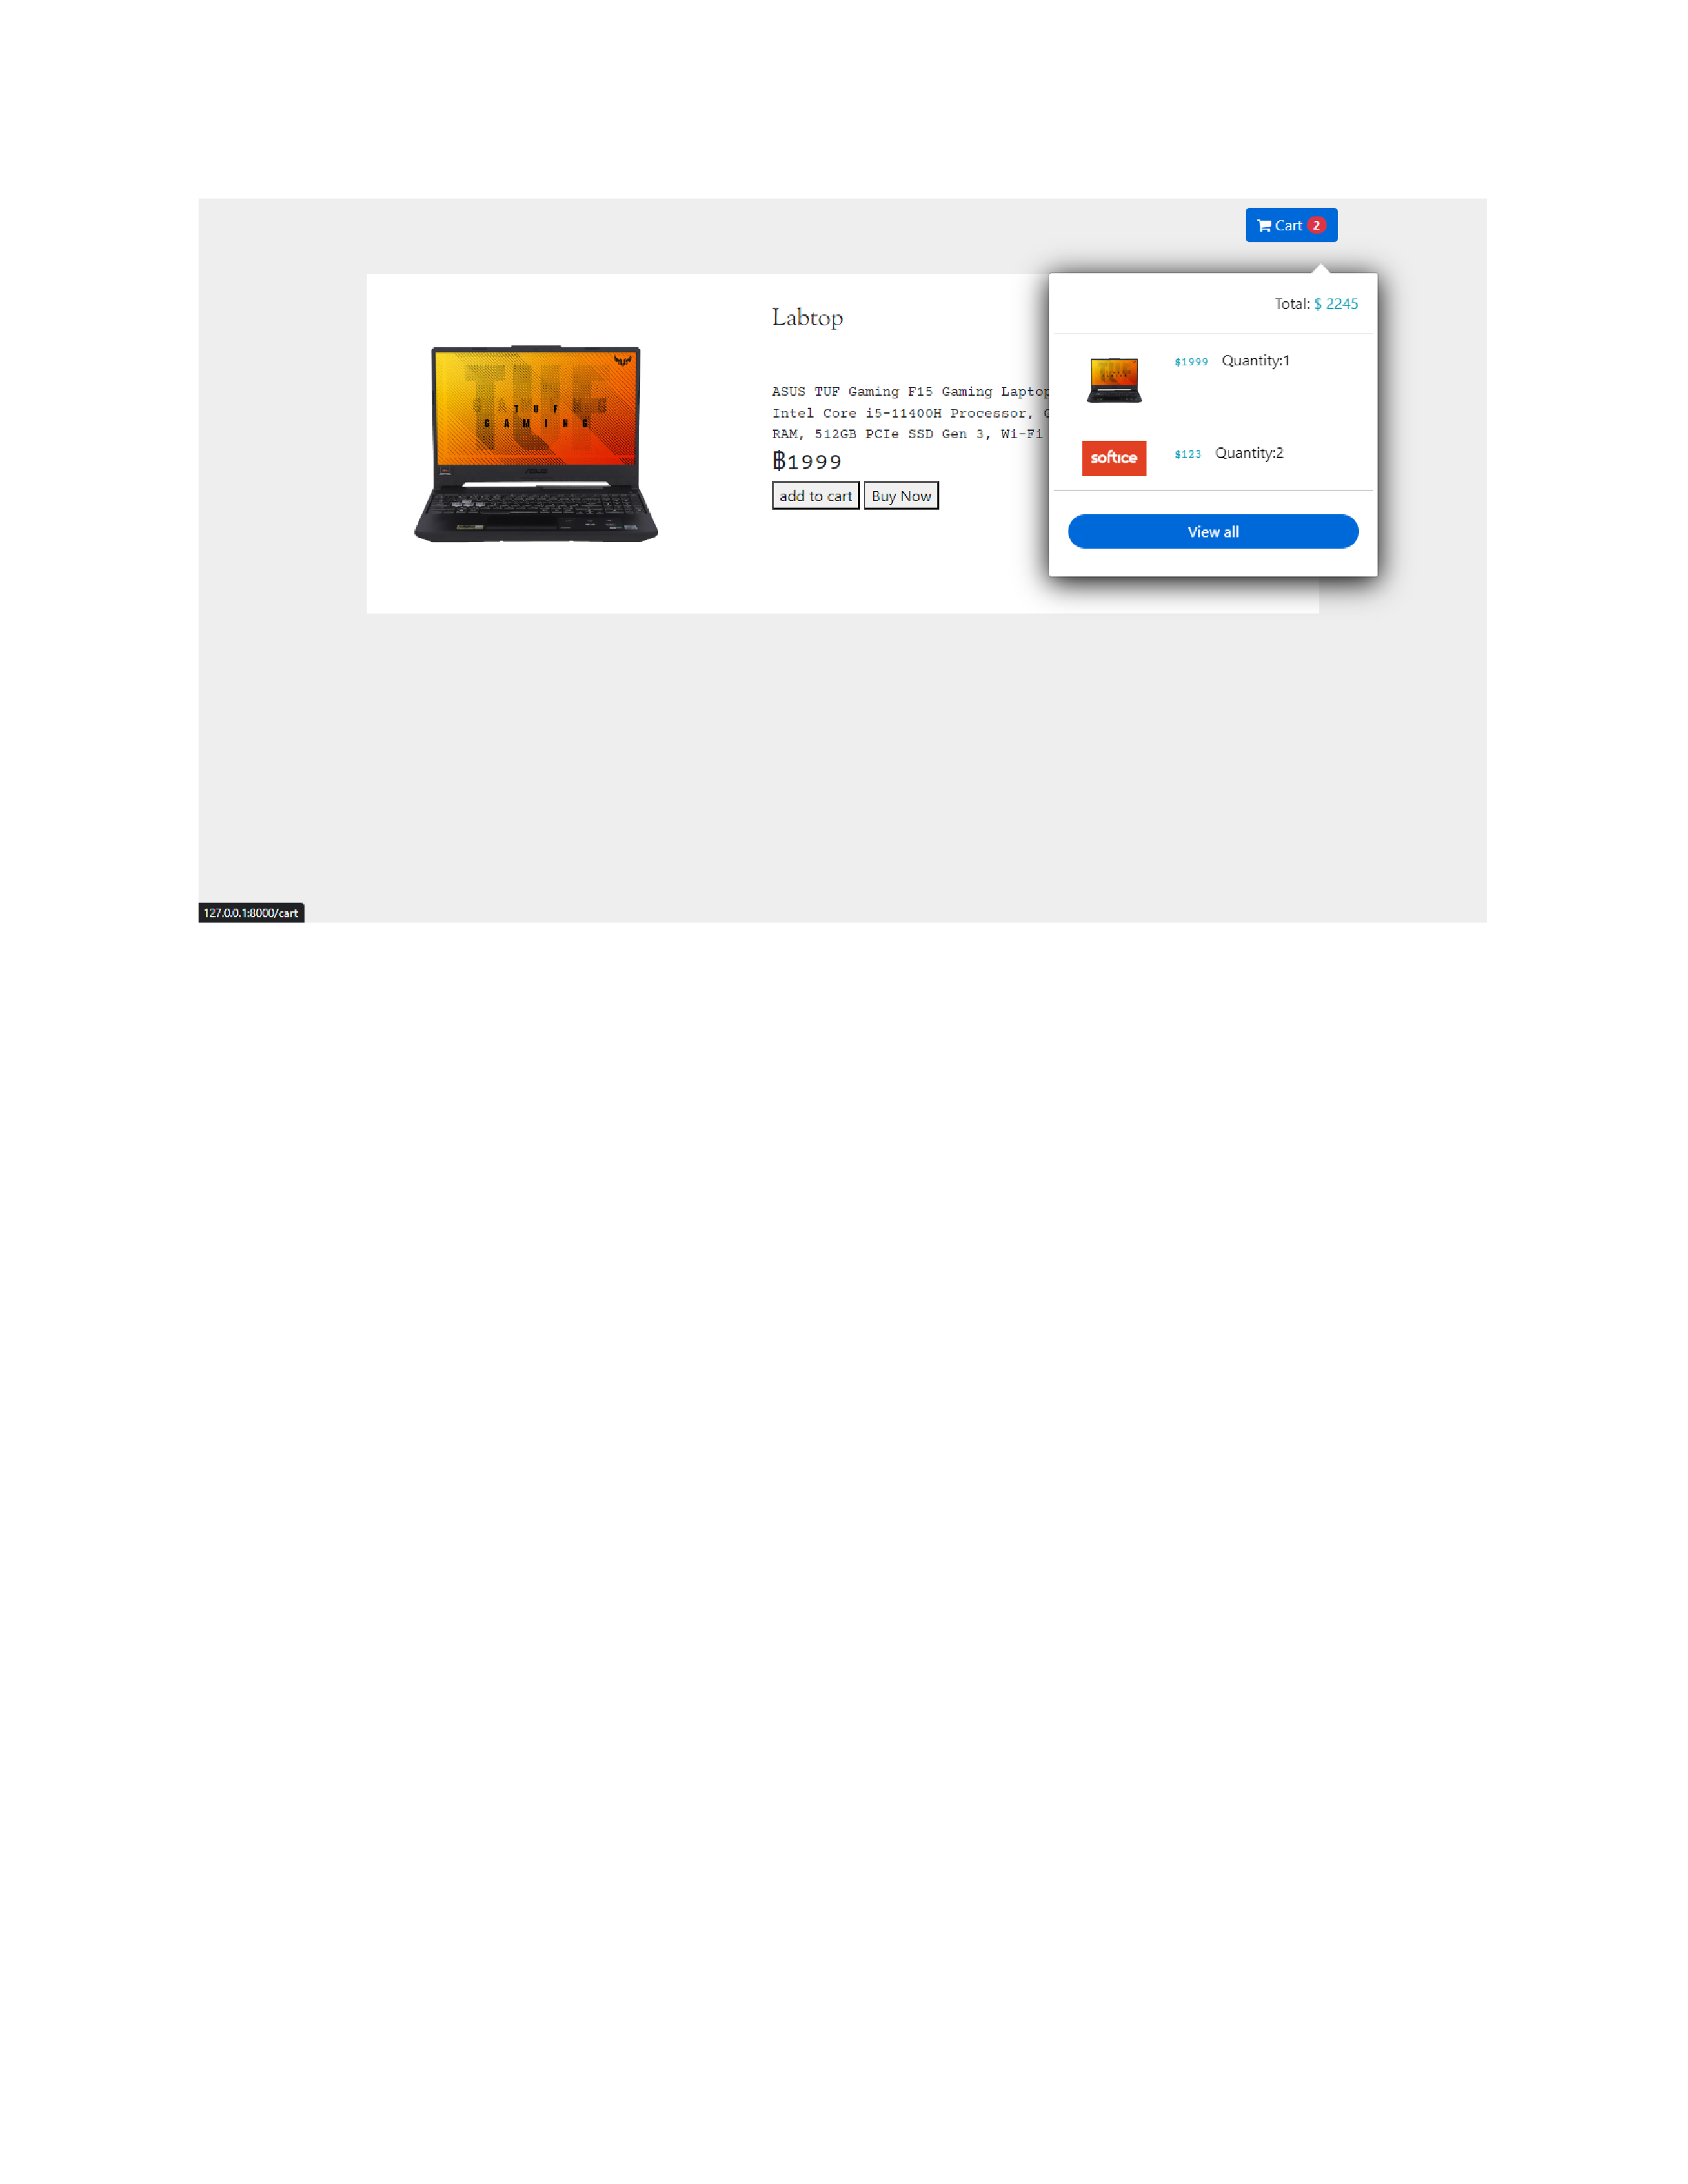 Cart 2
Total: $ 2245
Labtop
$1999 Quantity:1
TUF
GAMING
ASUS TUF Gaming F15 Gaming Laptop
Intel Core i5-11400H Processor,
RAM, 512GB PCIe SSD Gen 3, Wi-Fi
฿1999
softice
$123 Quantity:2
add to cart Buy Now
View all
127.0.0.1:8000/cart